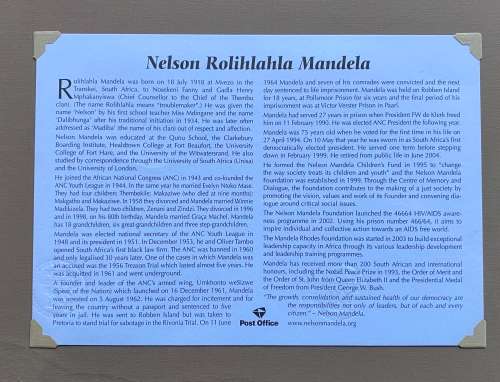 Nelson Rolihlahla Mandela
Rolihlahla Mandela was born on 18 July 1918 at Mvezo in the
Transkei, South Africa, to Nosekeni Fanny and Gadla Henry
Mphakanyiswa (Chief Councillor to the Chief of the Thembu
clan). (The name Rolihlahla means "troublemaker".) He was given the
name "Nelson" by his first school teacher Miss Mdingane and the name
"Dalibhunga" after his traditional initiation in 1934. He was later often
addressed as 'Madiba' (the name of his clan) out of respect and affection.
Nelson Mandela was educated at the Qunu School, the Clarkebury
Boarding Institute, Healdtown College at Fort Beaufort, the University
College of Fort Hare, and the University of the Witwatersrand. He also
studied by correspondence through the University of South Africa (Unisa)
and the University of London.
He joined the African National Congress (ANC) in 1943 and co-founded the
ANC Youth League in 1944. In the same year he married Evelyn Ntoko Mase.
They had four children: Thembekile; Makaziwe (who died at nine months);
Makgatho and Makaziwe. In 1958 they divorced and Mandela married Winnie
Madikizela. They had two children, Zenani and Zindzi. They divorced in 1996
and in 1998, on his 80th birthday, Mandela married Graça Machel. Mandela
has 18 grandchildren, six great-grandchildren and three step-grandchildren.
Mandela was elected national secretary of the ANC Youth League in
1948 and its president in 1951. In December 1953, he and Oliver Tambo
opened South Africa's first black law firm. The ANC was banned in 1960
and only legalised 30 years later. One of the cases in which Mandela was
an accused was the 1956 Treason Trial which lasted almost five years. He
was acquitted in 1961 and went underground.
A founder and leader of the ANC's armed wing, Umkhonto weSizwe
(Spear of the Nation) which launched on 16 December 1961, Mandela
was arrested on 5 August 1962. He was charged for incitement and for
leaving the country without a passport and sentenced to five
years in jail. He was sent to Robben Island but was taken to
Pretoria to stand trial for sabotage in the Rivonia Trial. On 11 June
1964 Mandela and seven of his comrades were convicted and the next
day sentenced to life imprisonment. Mandela was held on Robben Island
for 18 years, at Pollsmoor Prison for six years and the final period of his
imprisonment was at Victor Verster Prison in Paarl.
Mandela had served 27 years in prison when President FW de Klerk freed
him on 11 February 1990. He was elected ANC President the following year.
Mandela was 75 years old when he voted for the first time in his life on
27 April 1994. On 10 May that year he was sworn in as South Africa's first
democratically elected president. He served one term before stepping
down in February 1999. He retired from public life in June 2004.
He formed the Nelson Mandela Children's Fund in 1995 to "change
the way society treats its children and youth" and the Nelson Mandela
Foundation was established in 1999. Through the Centre of Memory and
Dialogue, the Foundation contributes to the making of a just society by
promoting the vision, values and work of its founder and convening dia-
logue around critical social issues.
The Nelson Mandela Foundation launched the 46664 HIV/AIDS aware-
ness programme in 2002. Using his prison number 46664, it aims to
inspire individual and collective action towards an AIDS free world.
The Mandela Rhodes Foundation was started in 2003 to build exceptional
leadership capacity in Africa through its various leadership development
and leadership training programmes.
Mandela has received more than 200 South African and international
honours, including the Nobel Peace Prize in 1993, the Order of Merit and
the Order of St. John from Queen Elizabeth II and the Presidential Medal
of Freedom from President George W. Bush.
"The growth, consolidation and sustained health of our democracy are
the responsibilities not only of leaders, but of each and every
citizen." – Nelson Mandela.
Post Office
www.nelsonmandela.org